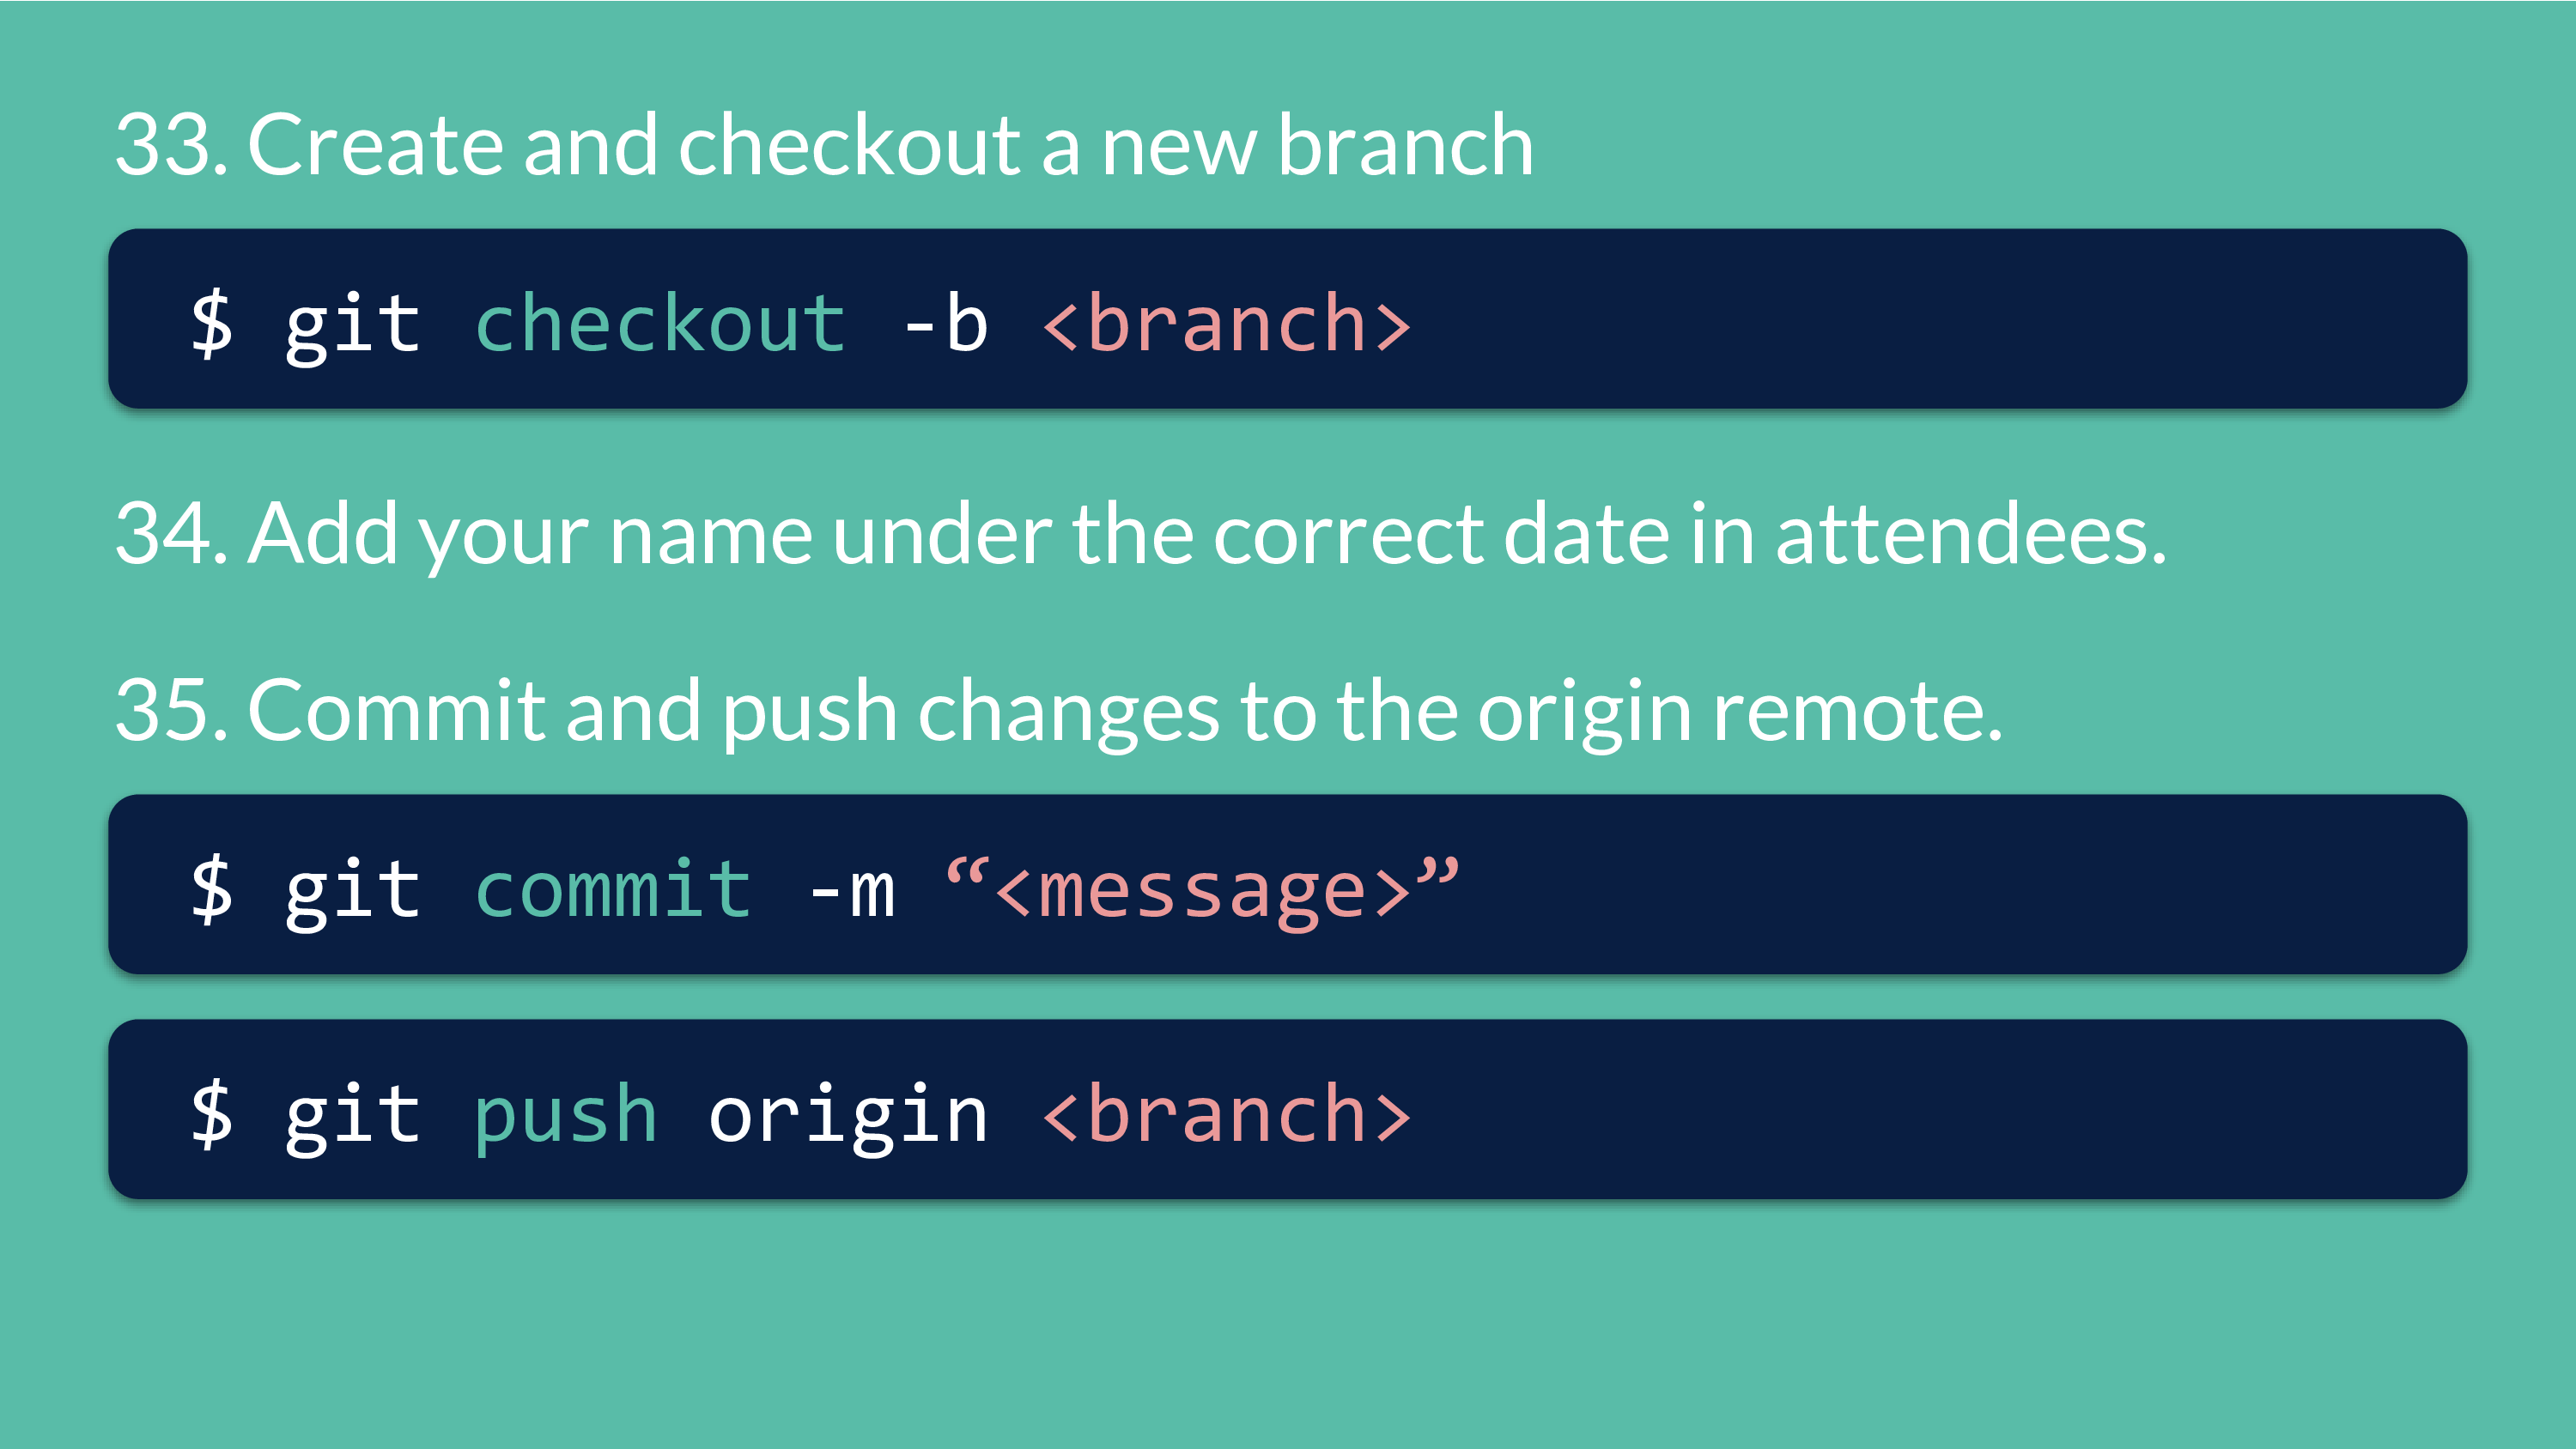 33. Create and checkout a new branch
$ git checkout -b <branch>
34. Add your name under the correct date in attendees.
35. Commit and push changes to the origin remote.
$ git commit -m “<message>”
$ git push origin <branch>